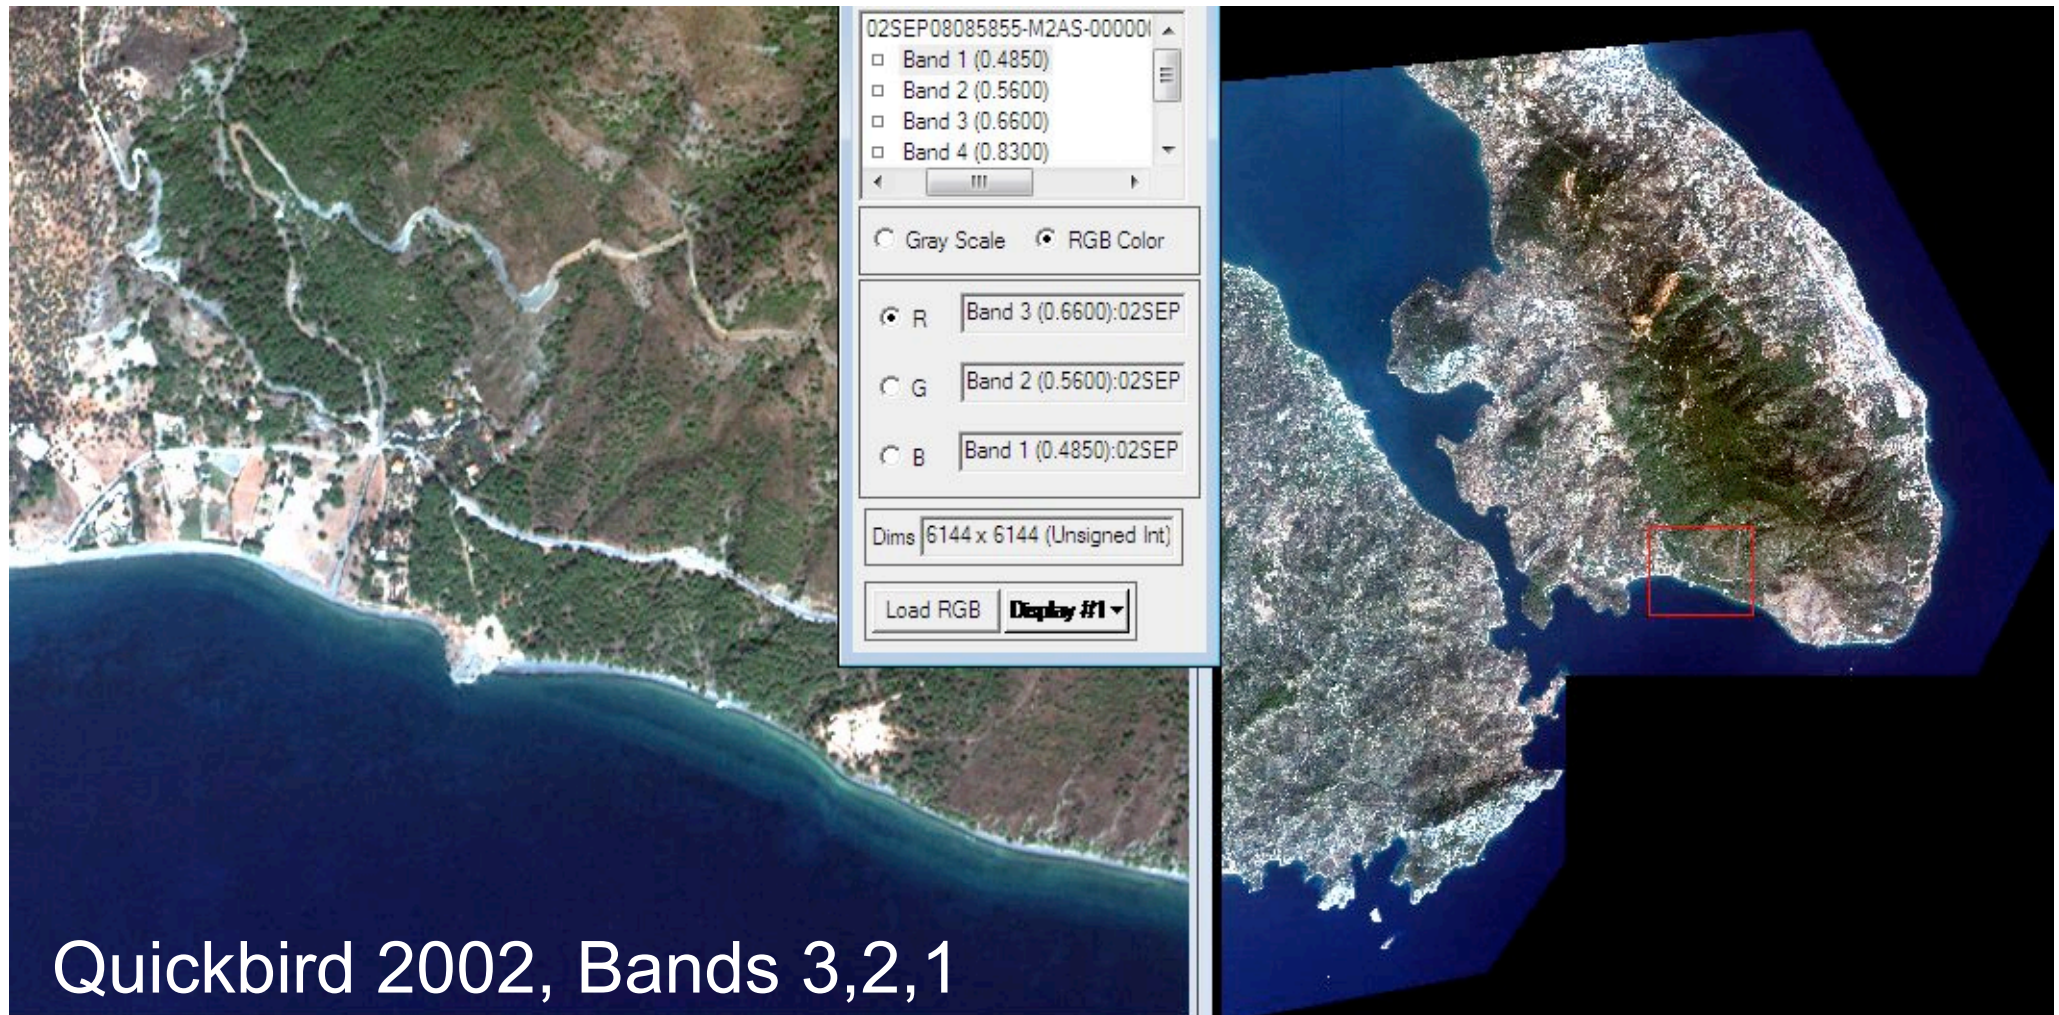 02SEP08085855-M2AS-000000
Band 1 (0.4850)
Band 2 (0.5600)
Band 3 (0.6600)
Band 4 (0.8300)
Gray Scale RGB Color
R Band 3 (0.6600):02SEP
G Band 2 (0.5600):02SEP
B Band 1 (0.4850):02SEP
Dims 6144 x 6144 (Unsigned Int)
Load RGB Display #1
Quickbird 2002, Bands 3,2,1